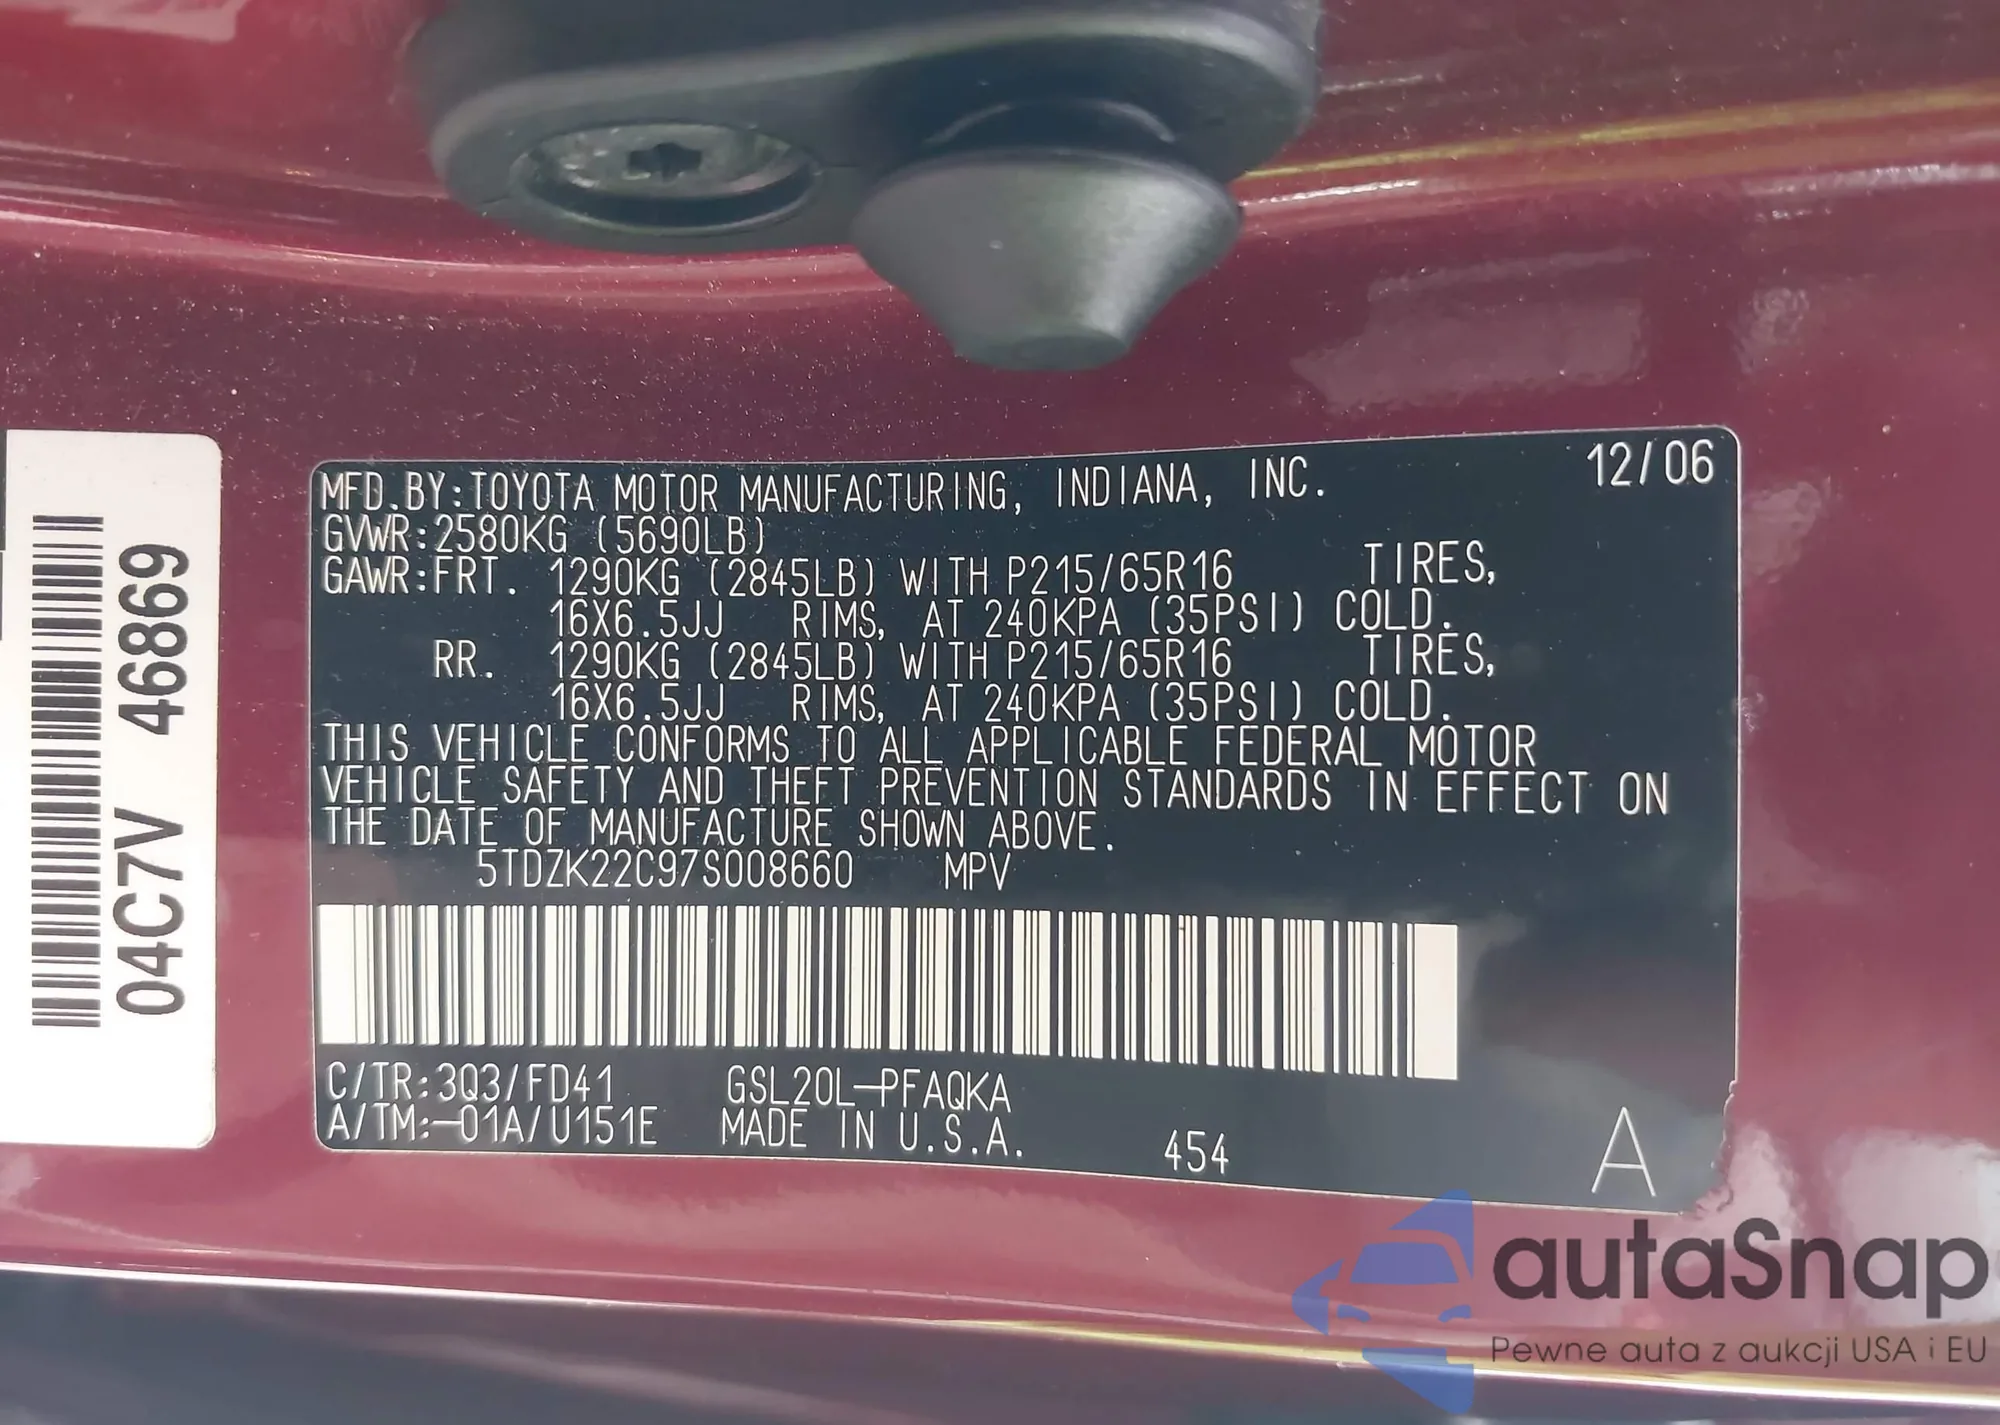 MFD.BY:TOYOTA MOTOR MANUFACTURING, INDIANA, INC. 12/06
GVWR:2580KG (5690LB)
GAWR:FRT. 1290KG (2845LB) WITH P215/65R16 TIRES,
16X6.5JJ RIMS, AT 240KPA (35PSI) COLD.
RR. 1290KG (2845LB) WITH P215/65R16 TIRES,
16X6.5JJ RIMS, AT 240KPA (35PSI) COLD.
THIS VEHICLE CONFORMS TO ALL APPLICABLE FEDERAL MOTOR
VEHICLE SAFETY AND THEFT PREVENTION STANDARDS IN EFFECT ON
THE DATE OF MANUFACTURE SHOWN ABOVE.
5TDZK22C97S008660 MPV
C/TR:3Q3/FD41 GSL20L-PFAQKA
A/TM:-01A/U151E MADE IN U.S.A. 454 A
04C7V 46869
autaSnap
Pewne auta z aukcji USA i EU